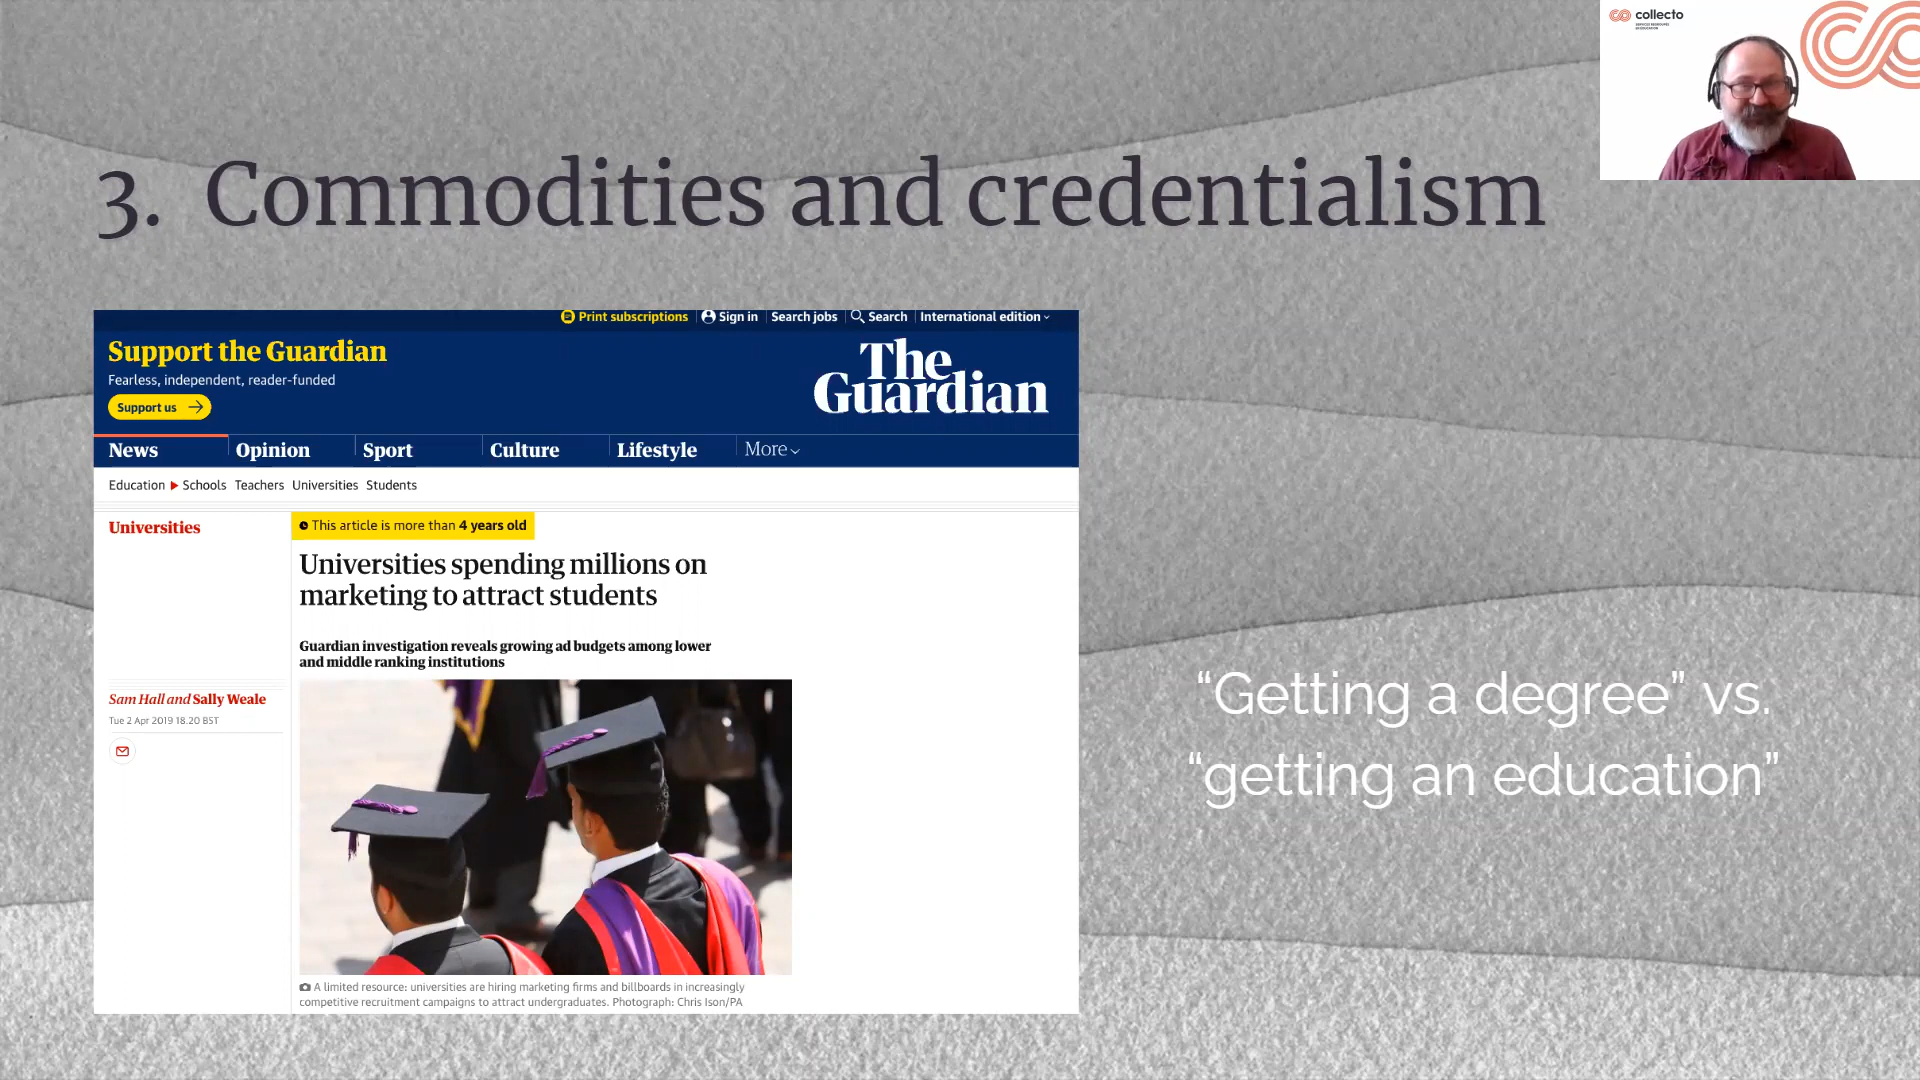 collecto
3. Commodities and credentialism
Print subscriptions
Sign in
Search jobs
Search
International edition
Support the Guardian
Fearless, independent, reader-funded
Support us
The
Guardian
News
Opinion
Sport
Culture
Lifestyle
More
Education
Schools
Teachers
Universities
Students
Universities
This article is more than 4 years old
Universities spending millions on
marketing to attract students
Guardian investigation reveals growing ad budgets among lower
and middle ranking institutions
Sam Hall and Sally Weale
Tue 2 Apr 2019 18.20 BST
A limited resource: universities are hiring marketing firms and billboards in increasingly
competitive recruitment campaigns to attract undergraduates. Photograph: Chris Ison/PA
“Getting a degree” vs.
“getting an education”